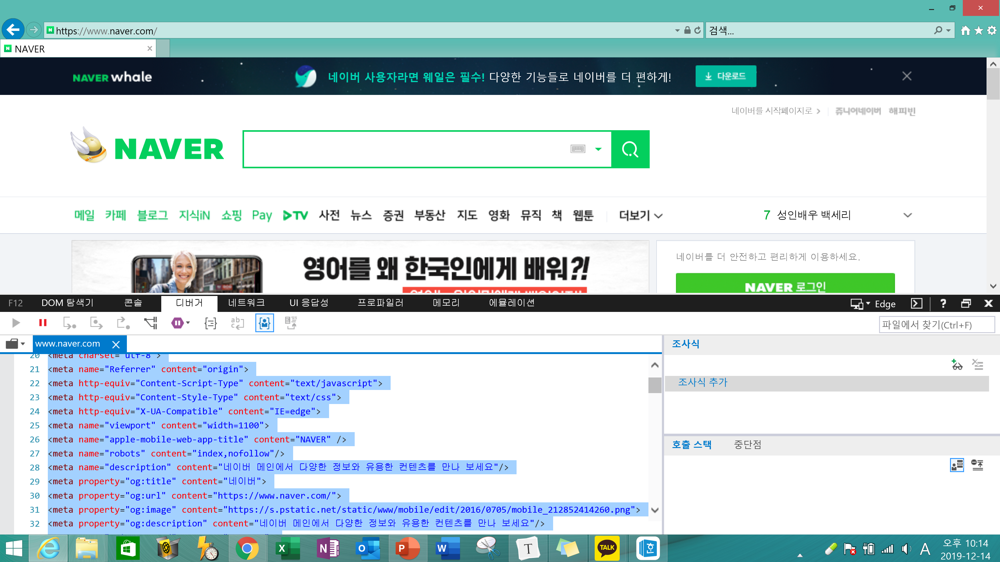 https://www.naver.com/
검색...
NAVER
NAVER whale
네이버 사용자라면 웨일은 필수! 다양한 기능들로 네이버를 더 편하게!
다운로드
네이버를 시작페이지로
쥬니어네이버 해피빈
NAVER
메일 카페 블로그 지식iN 쇼핑 Pay TV 사전 뉴스 증권 부동산 지도 영화 뮤직 책 웹툰 더보기
7 성인배우 백세리
영어를 왜 한국인에게 배워?!
네이버를 더 안전하고 편리하게 이용하세요.
NAVER 로그인
F12 DOM 탐색기 콘솔 디버거 네트워크 UI 응답성 프로파일러 메모리 에뮬레이션 Edge
파일에서 찾기(Ctrl+F)
www.naver.com
조사식
조사식 추가
호출 스택 중단점
20 <meta charset="utf-8">
21 <meta name="Referrer" content="origin">
22 <meta http-equiv="Content-Script-Type" content="text/javascript">
23 <meta http-equiv="Content-Style-Type" content="text/css">
24 <meta http-equiv="X-UA-Compatible" content="IE=edge">
25 <meta name="viewport" content="width=1100">
26 <meta name="apple-mobile-web-app-title" content="NAVER" />
27 <meta name="robots" content="index,nofollow"/>
28 <meta name="description" content="네이버 메인에서 다양한 정보와 유용한 컨텐츠를 만나 보세요"/>
29 <meta property="og:title" content="네이버">
30 <meta property="og:url" content="https://www.naver.com/">
31 <meta property="og:image" content="https://s.pstatic.net/static/www/mobile/edit/2016/0705/mobile_212852414260.png">
32 <meta property="og:description" content="네이버 메인에서 다양한 정보와 유용한 컨텐츠를 만나 보세요"/>
TALK
한
A
오후 10:14
2019-12-14